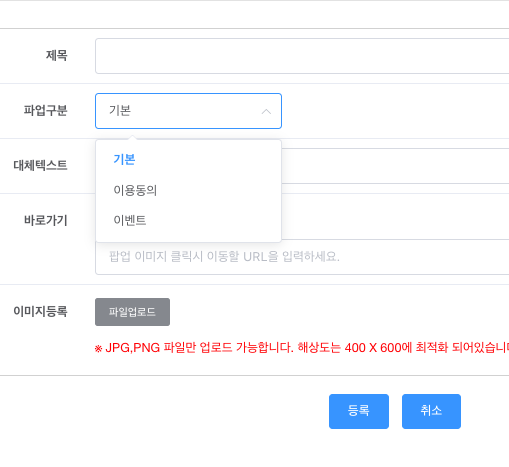 제목
파업구분
기본
기본
이용동의
이벤트
대체텍스트
바로가기
팝업 이미지 클릭시 이동할 URL을 입력하세요.
이미지등록
파일업로드
※ JPG,PNG 파일만 업로드 가능합니다. 해상도는 400 X 600에 최적화 되어있습니
등록
취소